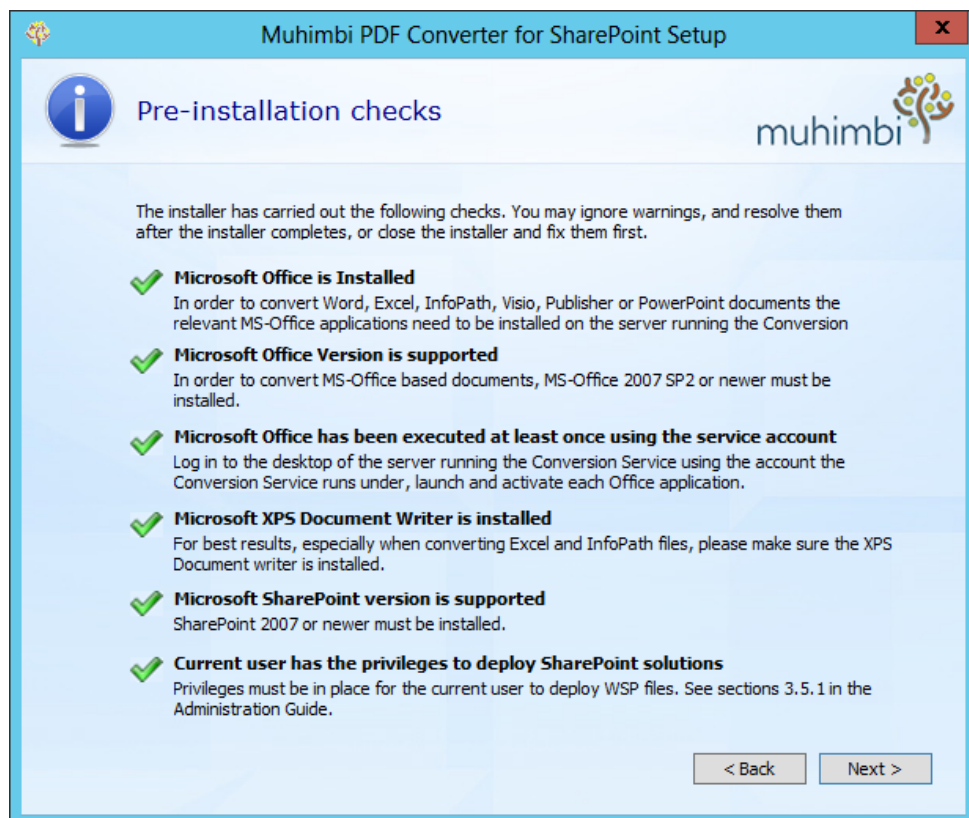 Muhimbi PDF Converter for SharePoint Setup
x
Pre-installation checks
muhimbi
The installer has carried out the following checks. You may ignore warnings, and resolve them
after the installer completes, or close the installer and fix them first.
Microsoft Office is Installed
In order to convert Word, Excel, InfoPath, Visio, Publisher or PowerPoint documents the
relevant MS-Office applications need to be installed on the server running the Conversion
Microsoft Office Version is supported
In order to convert MS-Office based documents, MS-Office 2007 SP2 or newer must be
installed.
Microsoft Office has been executed at least once using the service account
Log in to the desktop of the server running the Conversion Service using the account the
Conversion Service runs under, launch and activate each Office application.
Microsoft XPS Document Writer is installed
For best results, especially when converting Excel and InfoPath files, please make sure the XPS
Document writer is installed.
Microsoft SharePoint version is supported
SharePoint 2007 or newer must be installed.
Current user has the privileges to deploy SharePoint solutions
Privileges must be in place for the current user to deploy WSP files. See sections 3.5.1 in the
Administration Guide.
< Back
Next >